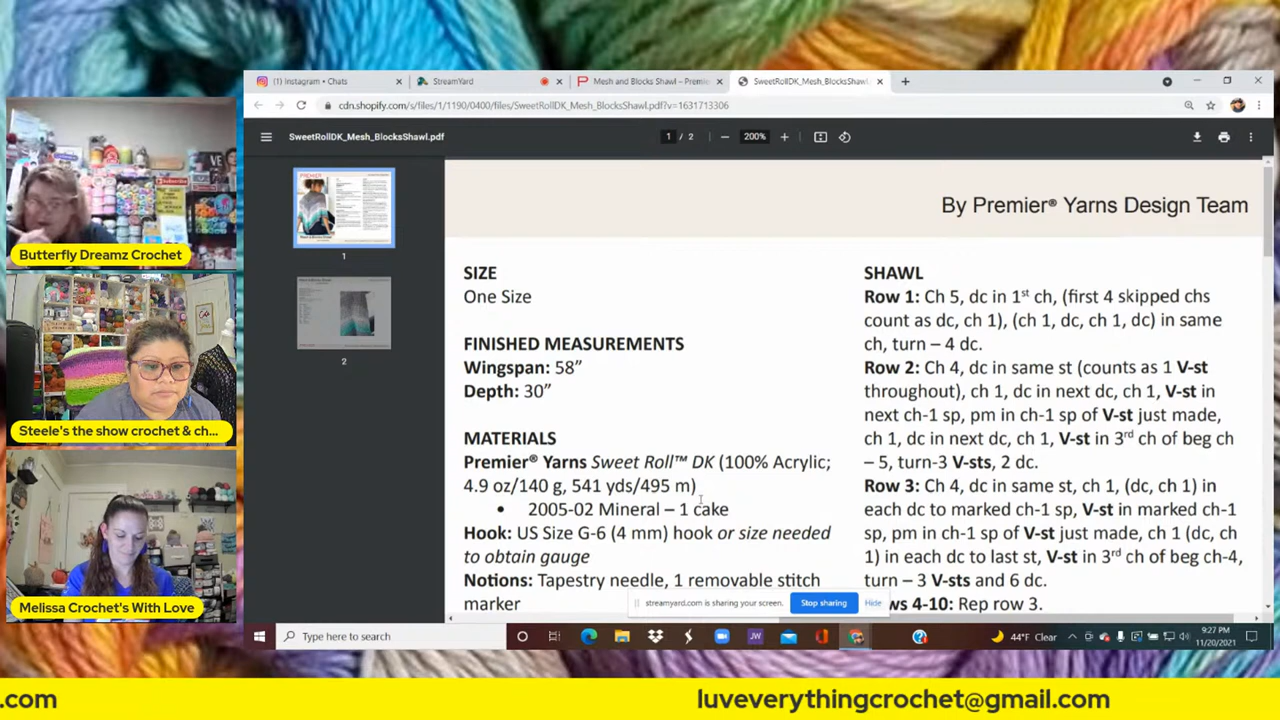 (1) Instagram • Chats
StreamYard
Mesh and Blocks Shawl – Premie
SweetRollDK_Mesh_BlocksShawl.
cdn.shopify.com/s/files/1/1190/0400/files/SweetRollDK_Mesh_BlocksShawl.pdf?v=1631713306
SweetRollDK_Mesh_BlocksShawl.pdf
1 / 2
200%
1
2
By Premier® Yarns Design Team
SIZE
One Size
FINISHED MEASUREMENTS
Wingspan: 58”
Depth: 30”
MATERIALS
Premier® Yarns Sweet Roll™ DK (100% Acrylic;
4.9 oz/140 g, 541 yds/495 m)
• 2005-02 Mineral – 1 cake
Hook: US Size G-6 (4 mm) hook or size needed
to obtain gauge
Notions: Tapestry needle, 1 removable stitch
marker
SHAWL
Row 1: Ch 5, dc in 1st ch, (first 4 skipped chs
count as dc, ch 1), (ch 1, dc, ch 1, dc) in same
ch, turn – 4 dc.
Row 2: Ch 4, dc in same st (counts as 1 V-st
throughout), ch 1, dc in next dc, ch 1, V-st in
next ch-1 sp, pm in ch-1 sp of V-st just made,
ch 1, dc in next dc, ch 1, V-st in 3rd ch of beg ch
– 5, turn-3 V-sts, 2 dc.
Row 3: Ch 4, dc in same st, ch 1, (dc, ch 1) in
each dc to marked ch-1 sp, V-st in marked ch-1
sp, pm in ch-1 sp of V-st just made, ch 1 (dc, ch
1) in each dc to last st, V-st in 3rd ch of beg ch-4,
turn – 3 V-sts and 6 dc.
ws 4-10: Rep row 3.
streamyard.com is sharing your screen.
Stop sharing
Hide
Type here to search
JW
44°F Clear
9:27 PM
11/20/2021
Butterfly Dreamz Crochet
Steele's the show crochet & ch...
Melissa Crochet's With Love
.com
luveverythingcrochet@gmail.com